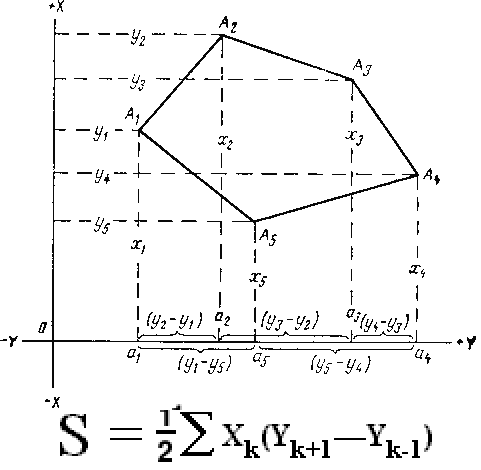 +X
A₂
y₂
A₃
y₃
A₁
y₁
x₂
x₃
y₄
A₄
y₅
A₅
x₁
x₅
x₄
0
(y₂-y₁)
a₂
(y₃-y₂)
a₃
(y₄-y₃)
-Y
+Y
a₁
(y₁-y₅)
a₅
(y₅-y₄)
a₄
-X
S = 1/2 ∑ Xₖ(Yₖ₊₁—Yₖ₋₁)